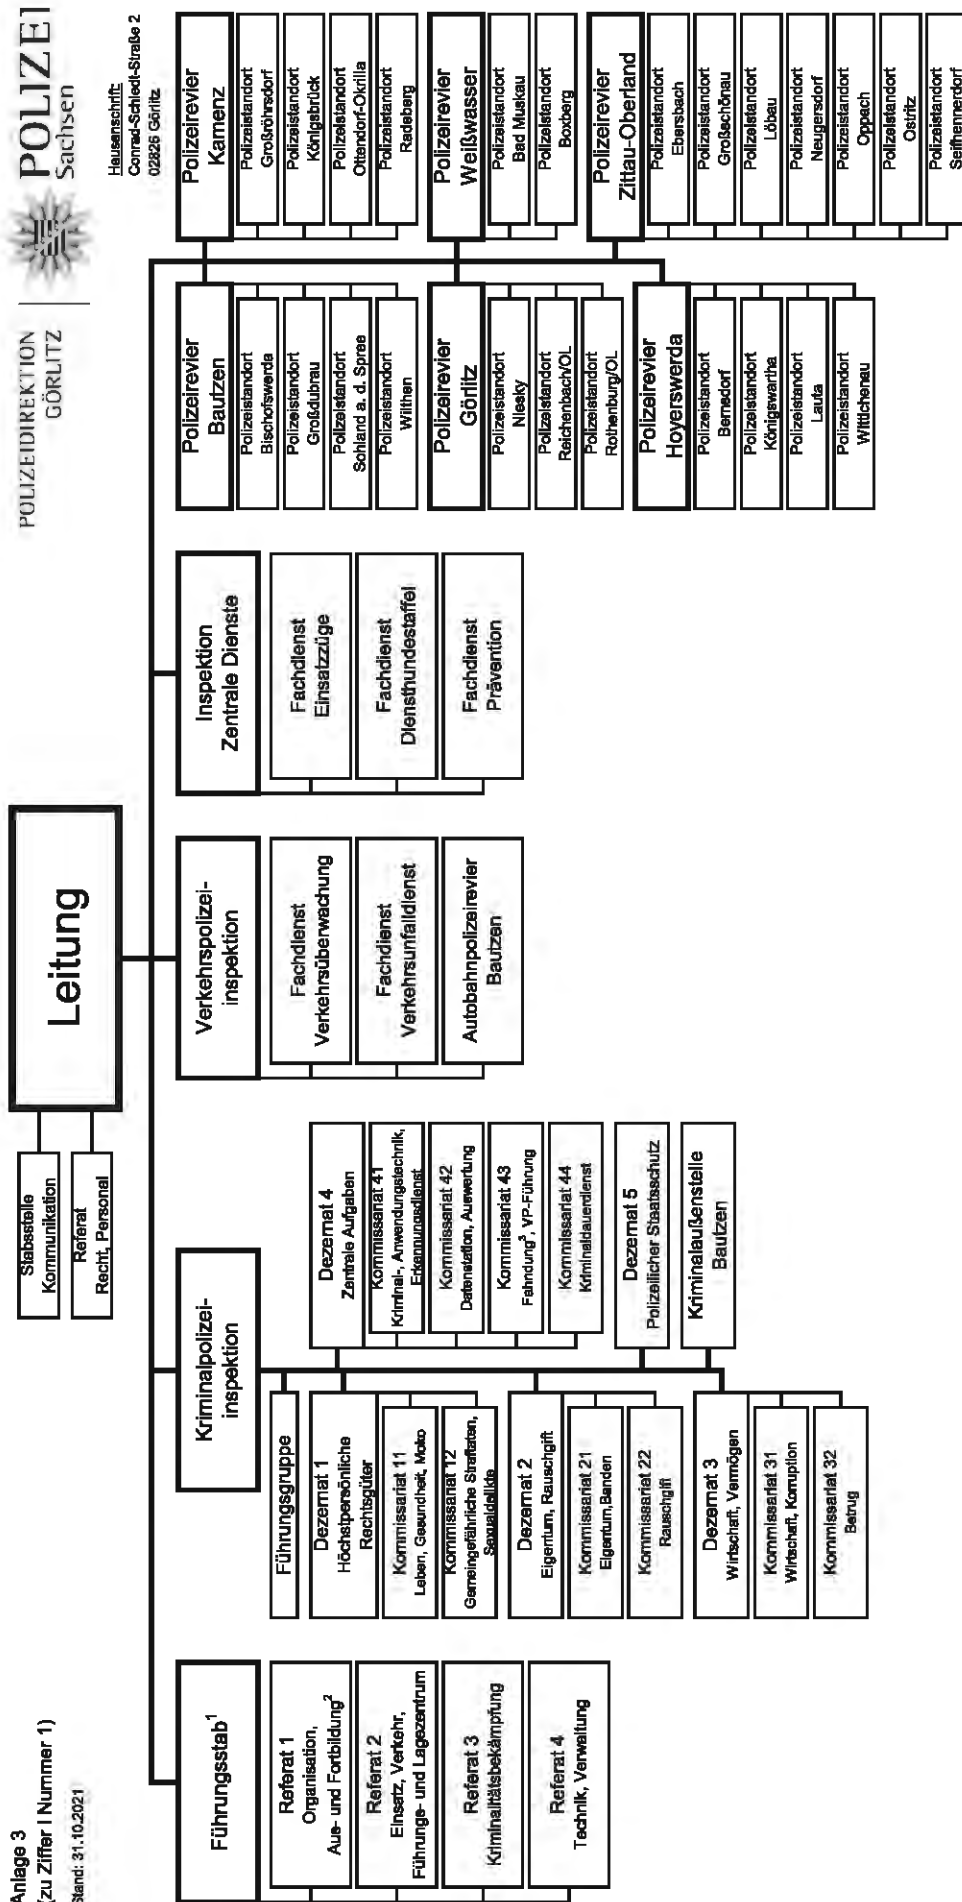 Anlage 3
(zu Ziffer I Nummer 1)
Stand: 31.10.2021
POLIZEIDIREKTION
GÖRLITZ
POLIZEI
Sachsen
Hausanschrift:
Conrad-Schiedt-Straße 2
02826 Görlitz
Leitung
Stabsstelle
Kommunikation
Referat
Recht, Personal
Führungsstab¹
Referat 1
Organisation,
Aus- und Fortbildung²
Referat 2
Einsatz, Verkehr,
Führungs- und Lagezentrum
Referat 3
Kriminalitätsbekämpfung
Referat 4
Technik, Verwaltung
Kriminalpolizei-
inspektion
Führungsgruppe
Dezernat 1
Höchstpersönliche
Rechtsgüter
Kommissariat 11
Leben, Gesundheit, Moko
Kommissariat 12
Gemeingefährliche Straftaten,
Sexualdelikte
Dezernat 2
Eigentum, Rauschgift
Kommissariat 21
Eigentum, Banden
Kommissariat 22
Rauschgift
Dezernat 3
Wirtschaft, Vermögen
Kommissariat 31
Wirtschaft, Korruption
Kommissariat 32
Betrug
Dezernat 4
Zentrale Aufgaben
Kommissariat 41
Kriminal-, Anwendungstechnik,
Erkennungsdienst
Kommissariat 42
Datenstation, Auswertung
Kommissariat 43
Fahndung³, VP-Führung
Kommissariat 44
Kriminaldauerdienst
Dezernat 5
Polizeilicher Staatsschutz
Kriminalaußenstelle
Bautzen
Verkehrspolizei-
inspektion
Fachdienst
Verkehrsüberwachung
Fachdienst
Verkehrsunfalldienst
Autobahnpolizeirevier
Bautzen
Inspektion
Zentrale Dienste
Fachdienst
Einsatzzüge
Fachdienst
Diensthundestaffel
Fachdienst
Prävention
Polizeirevier
Bautzen
Polizeistandort
Bischofswerda
Polizeistandort
Großdubrau
Polizeistandort
Sohland a. d. Spree
Polizeistandort
Wilthen
Polizeirevier
Görlitz
Polizeistandort
Niesky
Polizeistandort
Reichenbach/OL
Polizeistandort
Rothenburg/OL
Polizeirevier
Hoyerswerda
Polizeistandort
Bernsdorf
Polizeistandort
Königswartha
Polizeistandort
Lauta
Polizeistandort
Wittichenau
Polizeirevier
Kamenz
Polizeistandort
Großröhrsdorf
Polizeistandort
Königsbrück
Polizeistandort
Ottendorf-Okrilla
Polizeistandort
Radeberg
Polizeirevier
Weißwasser
Polizeistandort
Bad Muskau
Polizeistandort
Boxberg
Polizeirevier
Zittau-Oberland
Polizeistandort
Ebersbach
Polizeistandort
Großschönau
Polizeistandort
Löbau
Polizeistandort
Neugersdorf
Polizeistandort
Oppach
Polizeistandort
Ostritz
Polizeistandort
Seifhennersdorf